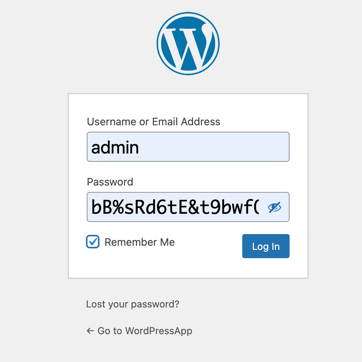 Username or Email Address
admin
Password
bB%sRd6tE&t9bwf(
Remember Me
Log In
Lost your password?
← Go to WordPressApp